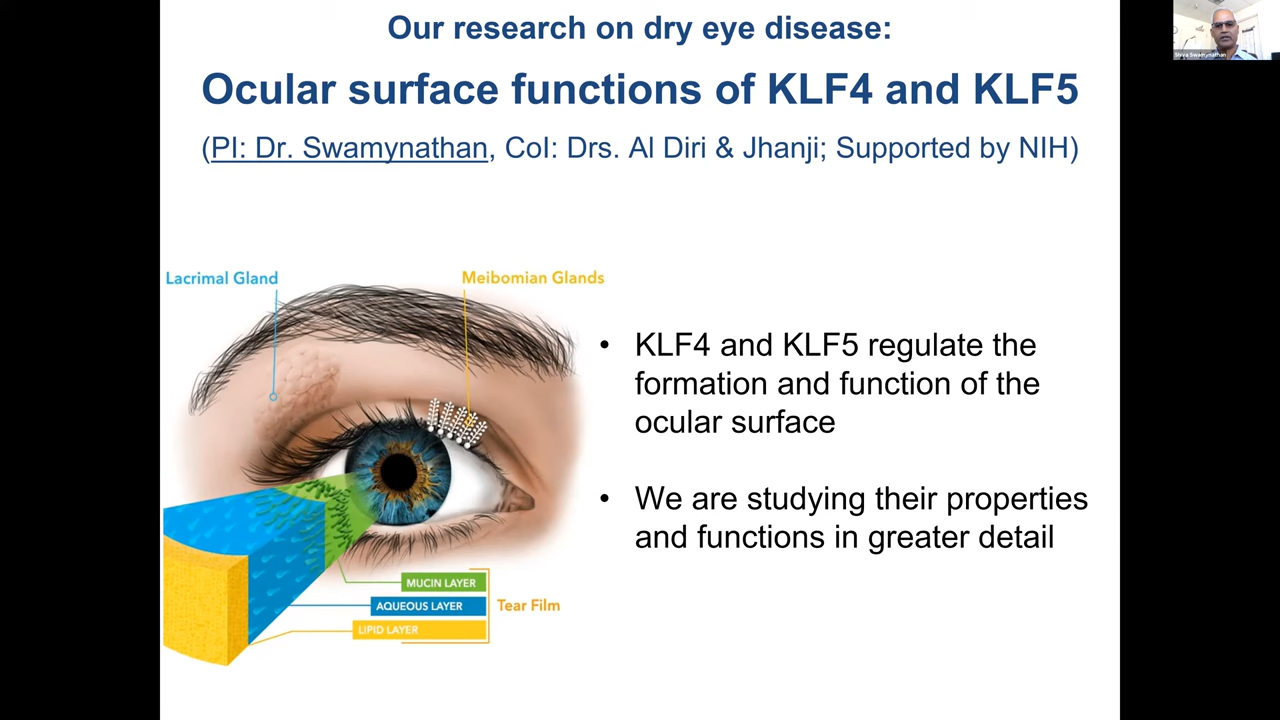 Our research on dry eye disease:
Ocular surface functions of KLF4 and KLF5
(PI: Dr. Swamynathan, CoI: Drs. Al Diri & Jhanji; Supported by NIH)
Shiva Swamynathan
Lacrimal Gland
Meibomian Glands
• KLF4 and KLF5 regulate the
formation and function of the
ocular surface
• We are studying their properties
and functions in greater detail
MUCIN LAYER
AQUEOUS LAYER
LIPID LAYER
Tear Film